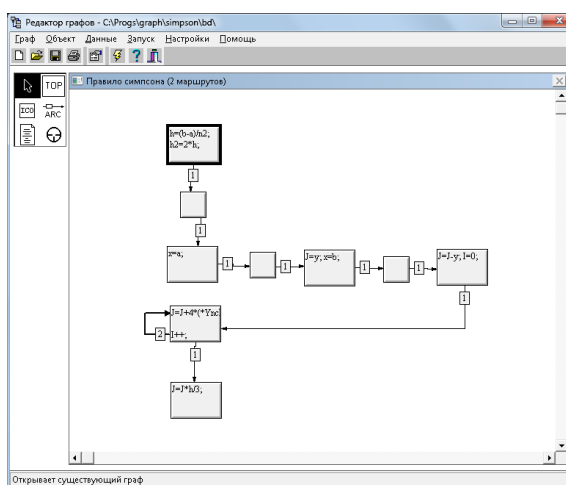 Редактор графов - C:\Progs\graph\simpson\bd\
Граф Объект Данные Запуск Настройки Помощь
TOP
ICO ARC
Правило симпсона (2 маршрутов)
h=(b-a)/n2;
h2=2*h;
1
1
x=a;
1
1
J=y; x=b;
1
1
J=J-y; I=0;
1
J=J+4*(*Ync
I++;
2
1
J=J*h/3;
Открывает существующий граф